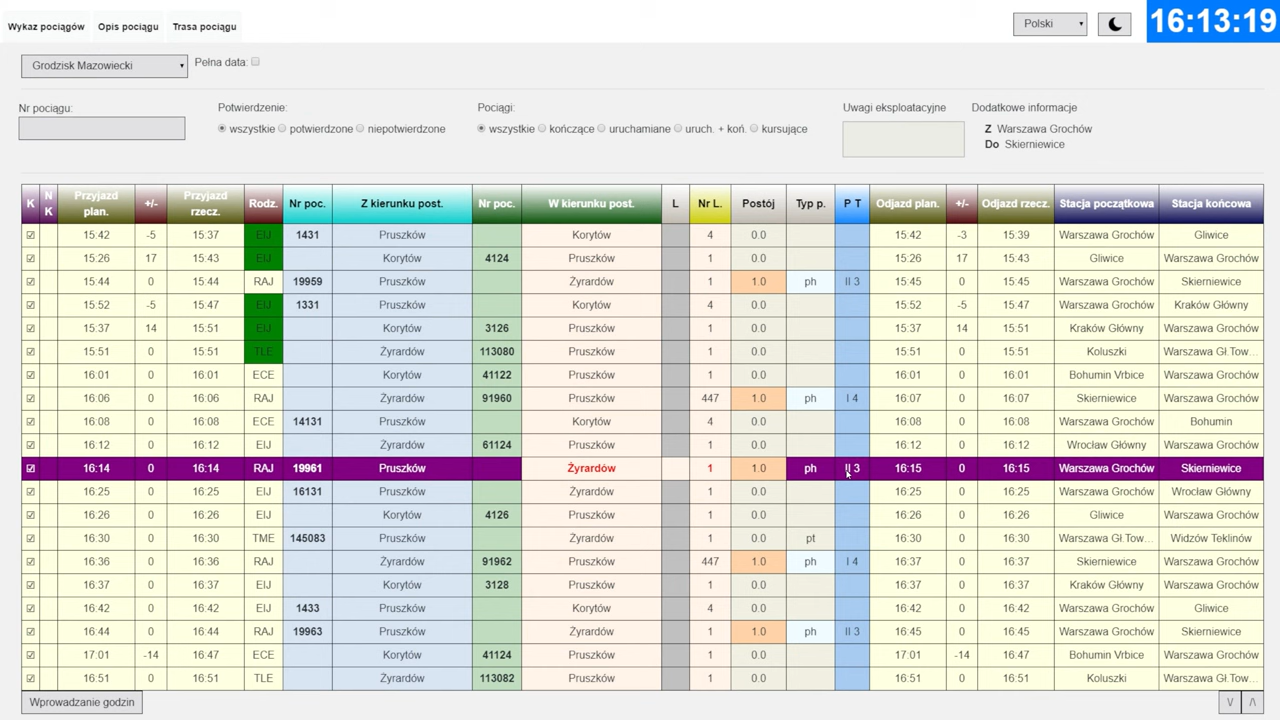 Wykaz pociągów Opis pociągu Trasa pociągu Polski 16:13:19
Grodzisk Mazowiecki Pełna data:
Nr pociągu: Potwierdzenie: Pociągi: Uwagi eksploatacyjne Dodatkowe informacje
wszystkie potwierdzone niepotwierdzone wszystkie kończące uruchamiane uruch. + koń. kursujące Z Warszawa Grochów
Do Skierniewice
K N K Przyjazd plan. +/- Przyjazd rzecz. Rodz. Nr poc. Z kierunku post. Nr poc. W kierunku post. L Nr L. Postój Typ p. P T Odjazd plan. +/- Odjazd rzecz. Stacja początkowa Stacja końcowa
15:42 -5 15:37 EIJ 1431 Pruszków Korytów 4 0.0 15:42 -3 15:39 Warszawa Grochów Gliwice
15:26 17 15:43 EIJ Korytów 4124 Pruszków 1 0.0 15:26 17 15:43 Gliwice Warszawa Grochów
15:44 0 15:44 RAJ 19959 Pruszków Żyrardów 1 1.0 ph II 3 15:45 0 15:45 Warszawa Grochów Skierniewice
15:52 -5 15:47 EIJ 1331 Pruszków Korytów 4 0.0 15:52 -5 15:47 Warszawa Grochów Kraków Główny
15:37 14 15:51 EIJ Korytów 3126 Pruszków 1 0.0 15:37 14 15:51 Kraków Główny Warszawa Grochów
15:51 0 15:51 TLE Żyrardów 113080 Pruszków 1 0.0 15:51 0 15:51 Koluszki Warszawa Gł.Tow...
16:01 0 16:01 ECE Korytów 41122 Pruszków 1 0.0 16:01 0 16:01 Bohumin Vrbice Warszawa Grochów
16:06 0 16:06 RAJ Żyrardów 91960 Pruszków 447 1.0 ph I 4 16:07 0 16:07 Skierniewice Warszawa Grochów
16:08 0 16:08 ECE 14131 Pruszków Korytów 4 0.0 16:08 0 16:08 Warszawa Grochów Bohumin
16:12 0 16:12 EIJ Żyrardów 61124 Pruszków 1 0.0 16:12 0 16:12 Wrocław Główny Warszawa Grochów
16:14 0 16:14 RAJ 19961 Pruszków Żyrardów 1 1.0 ph II 3 16:15 0 16:15 Warszawa Grochów Skierniewice
16:25 0 16:25 EIJ 16131 Pruszków Żyrardów 1 0.0 16:25 0 16:25 Warszawa Grochów Wrocław Główny
16:26 0 16:26 EIJ Korytów 4126 Pruszków 1 0.0 16:26 0 16:26 Gliwice Warszawa Grochów
16:30 0 16:30 TME 145083 Pruszków Żyrardów 1 0.0 pt 16:30 0 16:30 Warszawa Gł.Tow... Widzów Teklinów
16:36 0 16:36 RAJ Żyrardów 91962 Pruszków 447 1.0 ph I 4 16:37 0 16:37 Skierniewice Warszawa Grochów
16:37 0 16:37 EIJ Korytów 3128 Pruszków 1 0.0 16:37 0 16:37 Kraków Główny Warszawa Grochów
16:42 0 16:42 EIJ 1433 Pruszków Korytów 4 0.0 16:42 0 16:42 Warszawa Grochów Gliwice
16:44 0 16:44 RAJ 19963 Pruszków Żyrardów 1 1.0 ph II 3 16:45 0 16:45 Warszawa Grochów Skierniewice
17:01 -14 16:47 ECE Korytów 41124 Pruszków 1 0.0 17:01 -14 16:47 Bohumin Vrbice Warszawa Grochów
16:51 0 16:51 TLE Żyrardów 113082 Pruszków 1 0.0 16:51 0 16:51 Koluszki Warszawa Gł.Tow...
Wprowadzanie godzin